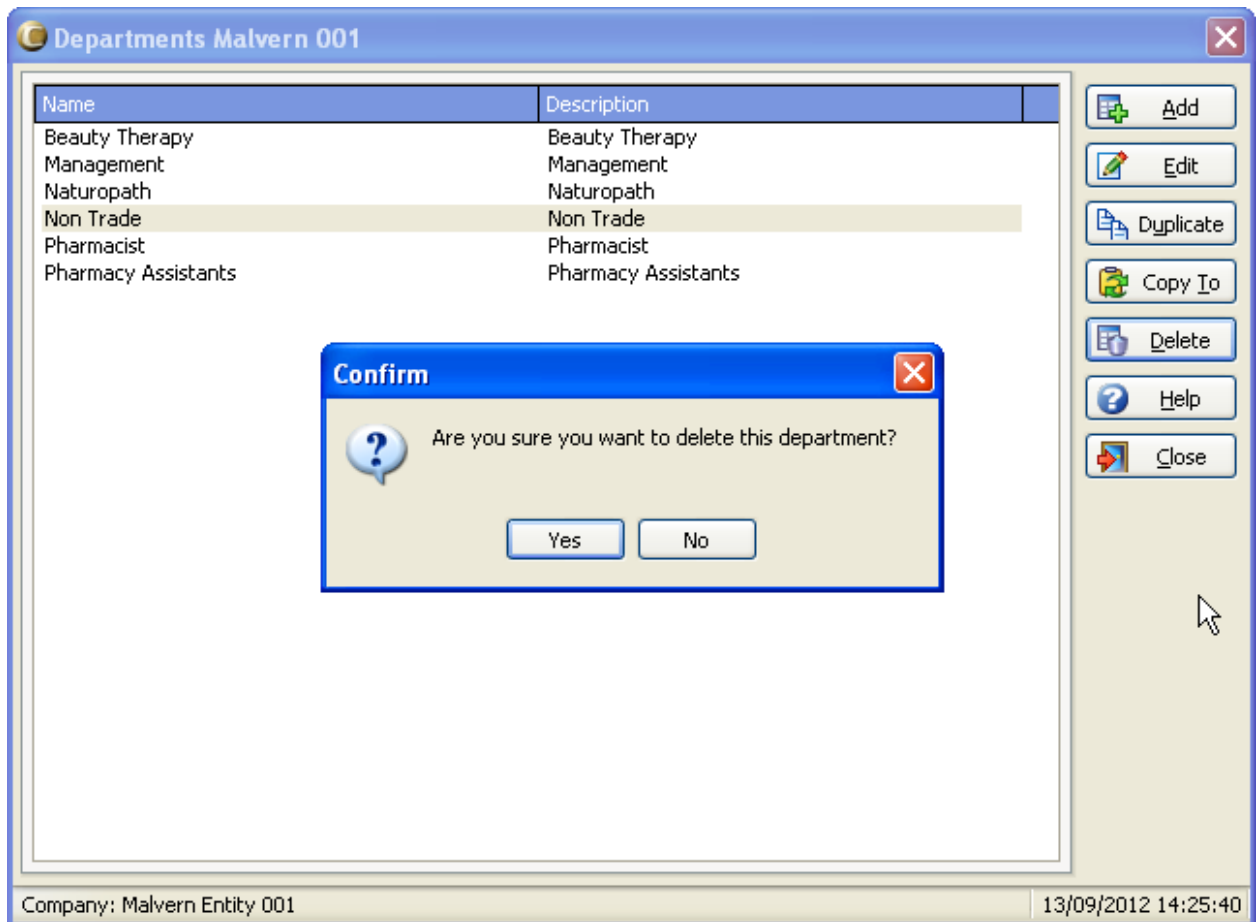 Departments Malvern 001
Name Description
Beauty Therapy Beauty Therapy
Management Management
Naturopath Naturopath
Non Trade Non Trade
Pharmacist Pharmacist
Pharmacy Assistants Pharmacy Assistants
Add
Edit
Duplicate
Copy To
Delete
Help
Close
Confirm
Are you sure you want to delete this department?
Yes No
Company: Malvern Entity 001 13/09/2012 14:25:40